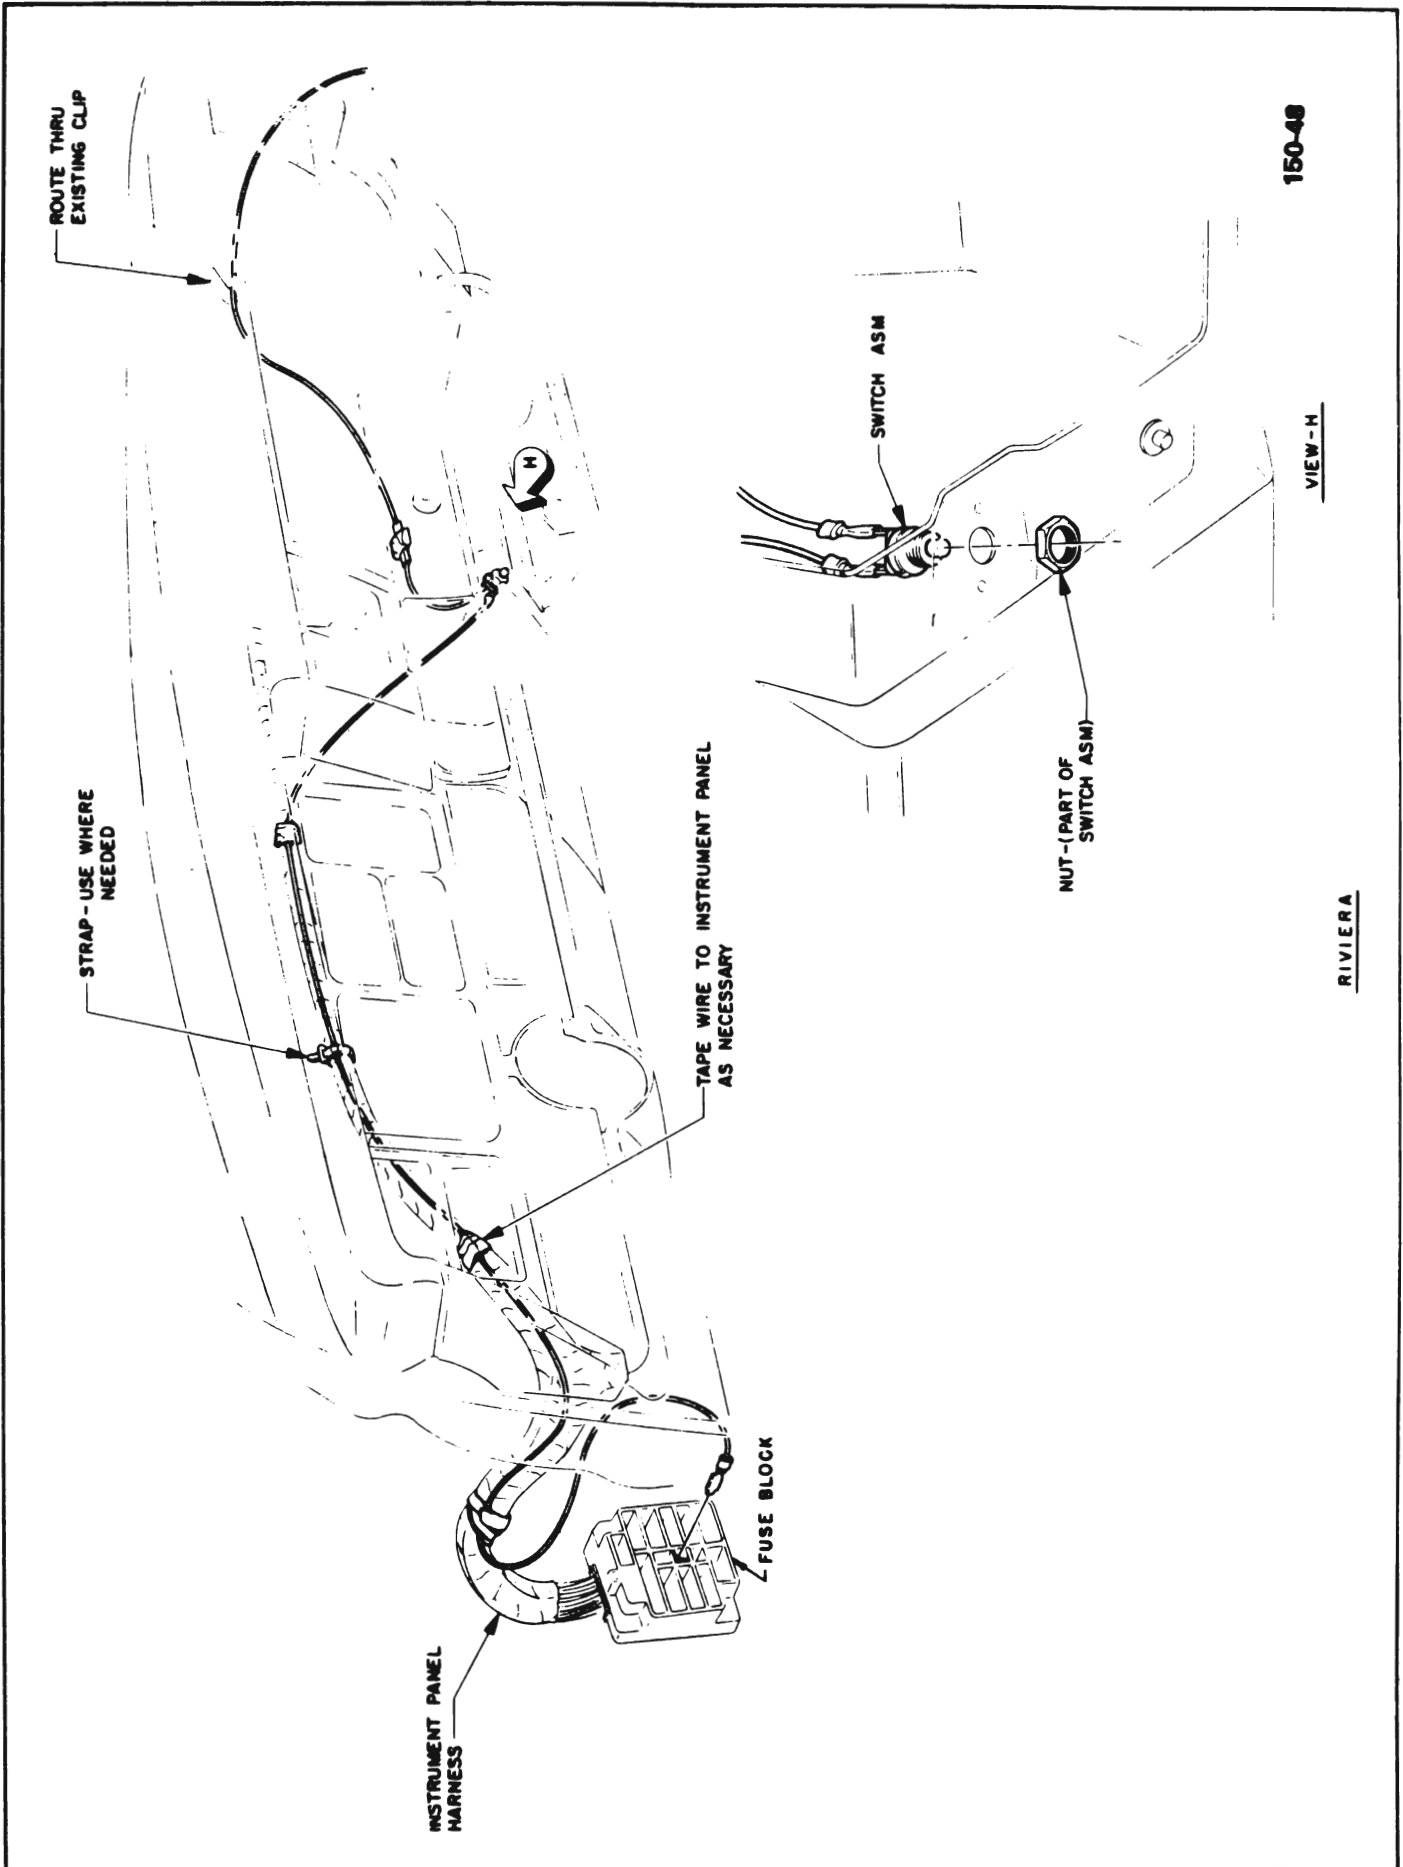 INSTRUMENT PANEL
HARNESS
STRAP-USE WHERE
NEEDED
ROUTE THRU
EXISTING CLIP
H
FUSE BLOCK
TAPE WIRE TO INSTRUMENT PANEL
AS NECESSARY
SWITCH ASM
NUT-(PART OF
SWITCH ASM)
VIEW-H
RIVIERA
150-48